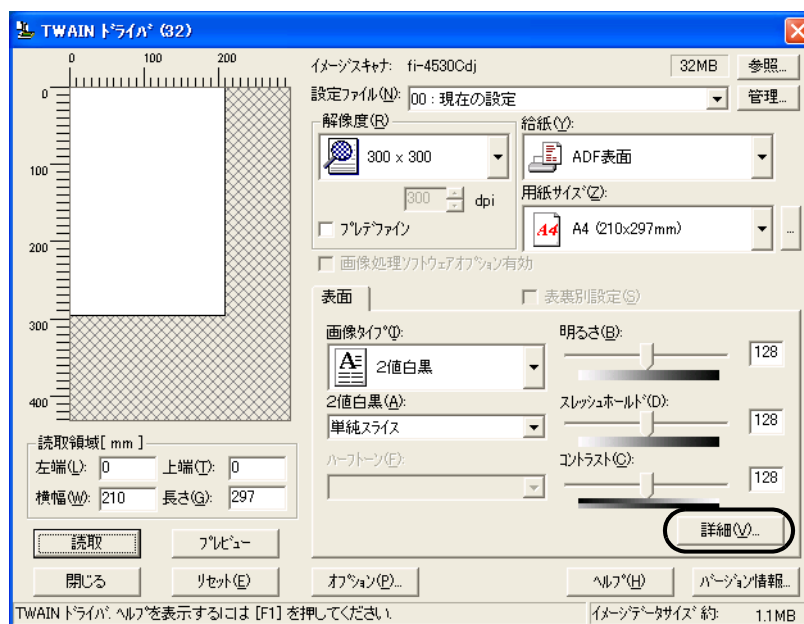 TWAIN ﾄﾞﾗｲﾊﾞ (32)
0 100 200
0
100
200
300
400
ｲﾒｰｼﾞｽｷｬﾅ: fi-4530Cdj 32MB 参照...
設定ﾌｧｲﾙ(N): 00 : 現在の設定 管理...
解像度(R)
300 x 300
300 dpi
ﾌﾟﾚﾃﾞﾌｧｲﾝ
給紙(Y):
ADF表面
用紙ｻｲｽﾞ(Z):
A4 A4 (210x297mm) ...
画像処理ｿﾌﾄｳｪｱｵﾌﾟｼｮﾝ有効
表面 表裏別設定(S)
画像ﾀｲﾌﾟ(I):
A 2値白黒
2値白黒(A):
単純ｽﾗｲｽ
ﾊｰﾌﾄｰﾝ(F):
明るさ(B):
128
ｽﾚｯｼｭﾎｰﾙﾄﾞ(D):
128
ｺﾝﾄﾗｽﾄ(C):
128
詳細(V)...
読取領域[ mm ]
左端(L): 0 上端(T): 0
横幅(W): 210 長さ(G): 297
読取 ﾌﾟﾚﾋﾞｭｰ
閉じる ﾘｾｯﾄ(E) ｵﾌﾟｼｮﾝ(P)... ﾍﾙﾌﾟ(H) ﾊﾞｰｼﾞｮﾝ情報...
TWAIN ﾄﾞﾗｲﾊﾞ. ﾍﾙﾌﾟを表示するには [F1] を押してください. ｲﾒｰｼﾞﾃﾞｰﾀｻｲｽﾞ 約: 1.1MB